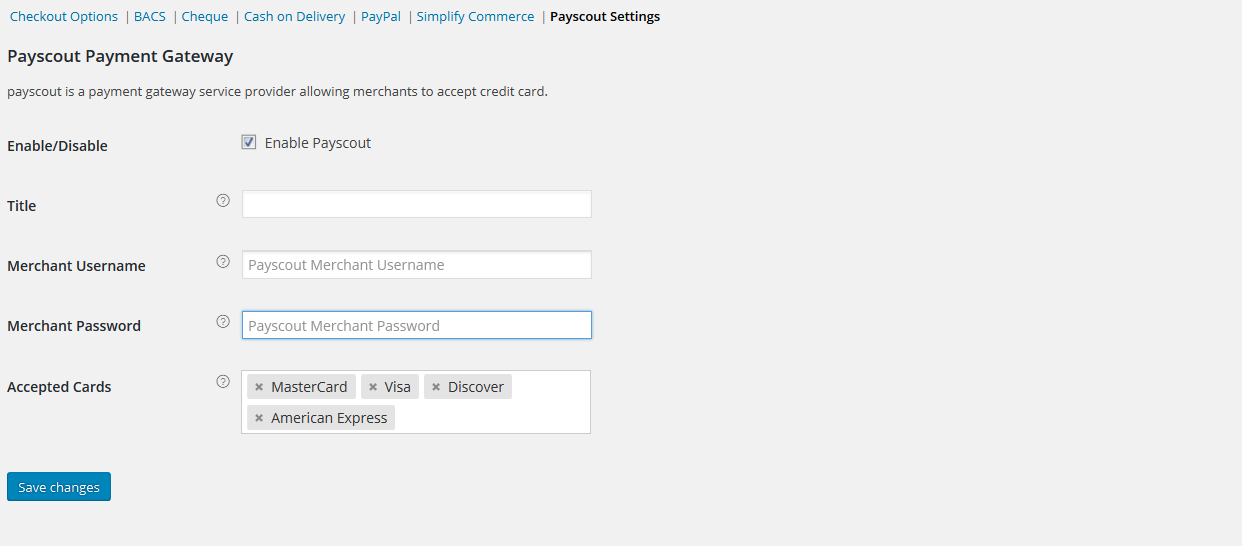 Checkout Options | BACS | Cheque | Cash on Delivery | PayPal | Simplify Commerce | Payscout Settings
Payscout Payment Gateway
payscout is a payment gateway service provider allowing merchants to accept credit card.
Enable/Disable Enable Payscout
Title ?
Merchant Username ? Payscout Merchant Username
Merchant Password ? Payscout Merchant Password
Accepted Cards ? × MasterCard × Visa × Discover
× American Express
Save changes